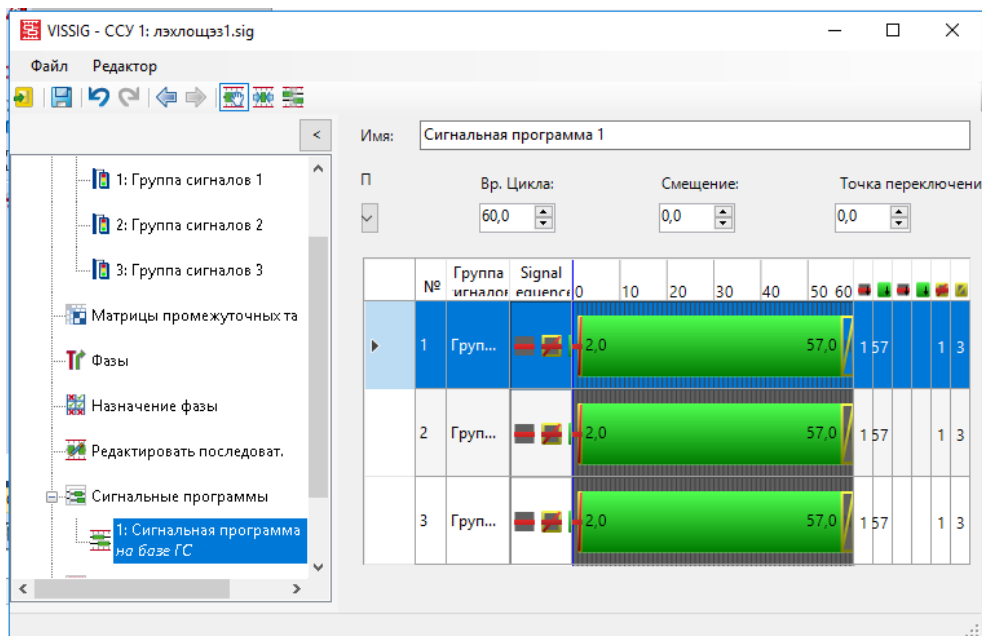 VISSIG - ССУ 1: лэхлощэз1.sig
Файл Редактор
<
Имя: Сигнальная программа 1
П Вр. Цикла: Смещение: Точка переключени
60,0 0,0 0,0
1: Группа сигналов 1
2: Группа сигналов 2
3: Группа сигналов 3
Матрицы промежуточных та
Фазы
Назначение фазы
Редактировать последоват.
Сигнальные программы
1: Сигнальная программа
на базе ГС
№ Группа Signal
игналог equence 0 10 20 30 40 50 60
1 Груп... 2,0 57,0 1 57 1 3
2 Груп... 2,0 57,0 1 57 1 3
3 Груп... 2,0 57,0 1 57 1 3